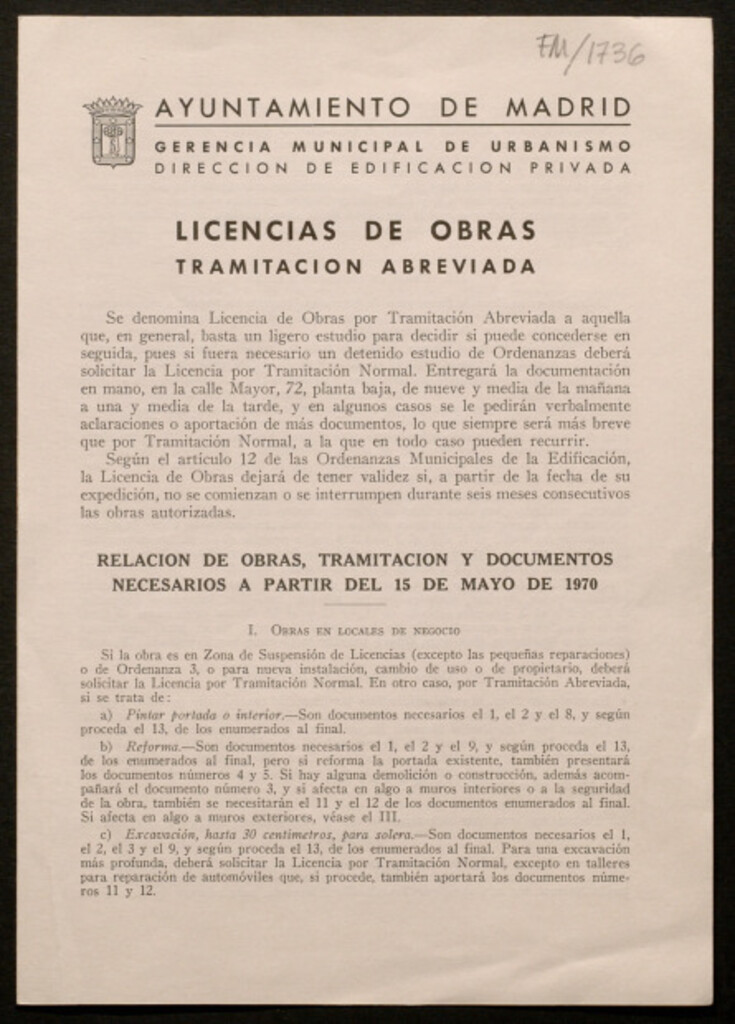 FM/1736
AYUNTAMIENTO DE MADRID
GERENCIA MUNICIPAL DE URBANISMO
DIRECCION DE EDIFICACION PRIVADA
LICENCIAS DE OBRAS
TRAMITACION ABREVIADA
Se denomina Licencia de Obras por Tramitación Abreviada a aquella
que, en general, basta un ligero estudio para decidir si puede concederse en
seguida, pues si fuera necesario un detenido estudio de Ordenanzas deberá
solicitar la Licencia por Tramitación Normal. Entregará la documentación
en mano, en la calle Mayor, 72, planta baja, de nueve y media de la mañana
a una y media de la tarde, y en algunos casos se le pedirán verbalmente
aclaraciones o aportación de más documentos, lo que siempre será más breve
que por Tramitación Normal, a la que en todo caso pueden recurrir.
Según el artículo 12 de las Ordenanzas Municipales de la Edificación,
la Licencia de Obras dejará de tener validez si, a partir de la fecha de su
expedición, no se comienzan o se interrumpen durante seis meses consecutivos
las obras autorizadas.
RELACION DE OBRAS, TRAMITACION Y DOCUMENTOS
NECESARIOS A PARTIR DEL 15 DE MAYO DE 1970
I. OBRAS EN LOCALES DE NEGOCIO
Si la obra es en Zona de Suspensión de Licencias (excepto las pequeñas reparaciones)
o de Ordenanza 3, o para nueva instalación, cambio de uso o de propietario, deberá
solicitar la Licencia por Tramitación Normal. En otro caso, por Tramitación Abreviada,
si se trata de:
a) Pintar portada o interior.—Son documentos necesarios el 1, el 2 y el 8, y según
proceda el 13, de los enumerados al final.
b) Reforma.—Son documentos necesarios el 1, el 2 y el 9, y según proceda el 13,
de los enumerados al final, pero si reforma la portada existente, también presentará
los documentos números 4 y 5. Si hay alguna demolición o construcción, además acom-
pañará el documento número 3, y si afecta en algo a muros interiores o a la seguridad
de la obra, también se necesitarán el 11 y el 12 de los documentos enumerados al final.
Si afecta en algo a muros exteriores, véase el III.
c) Excavación, hasta 30 centímetros, para solera.—Son documentos necesarios el 1,
el 2, el 3 y el 9, y según proceda el 13, de los enumerados al final. Para una excavación
más profunda, deberá solicitar la Licencia por Tramitación Normal, excepto en talleres
para reparación de automóviles que, si procede, también aportará los documentos núme-
ros 11 y 12.